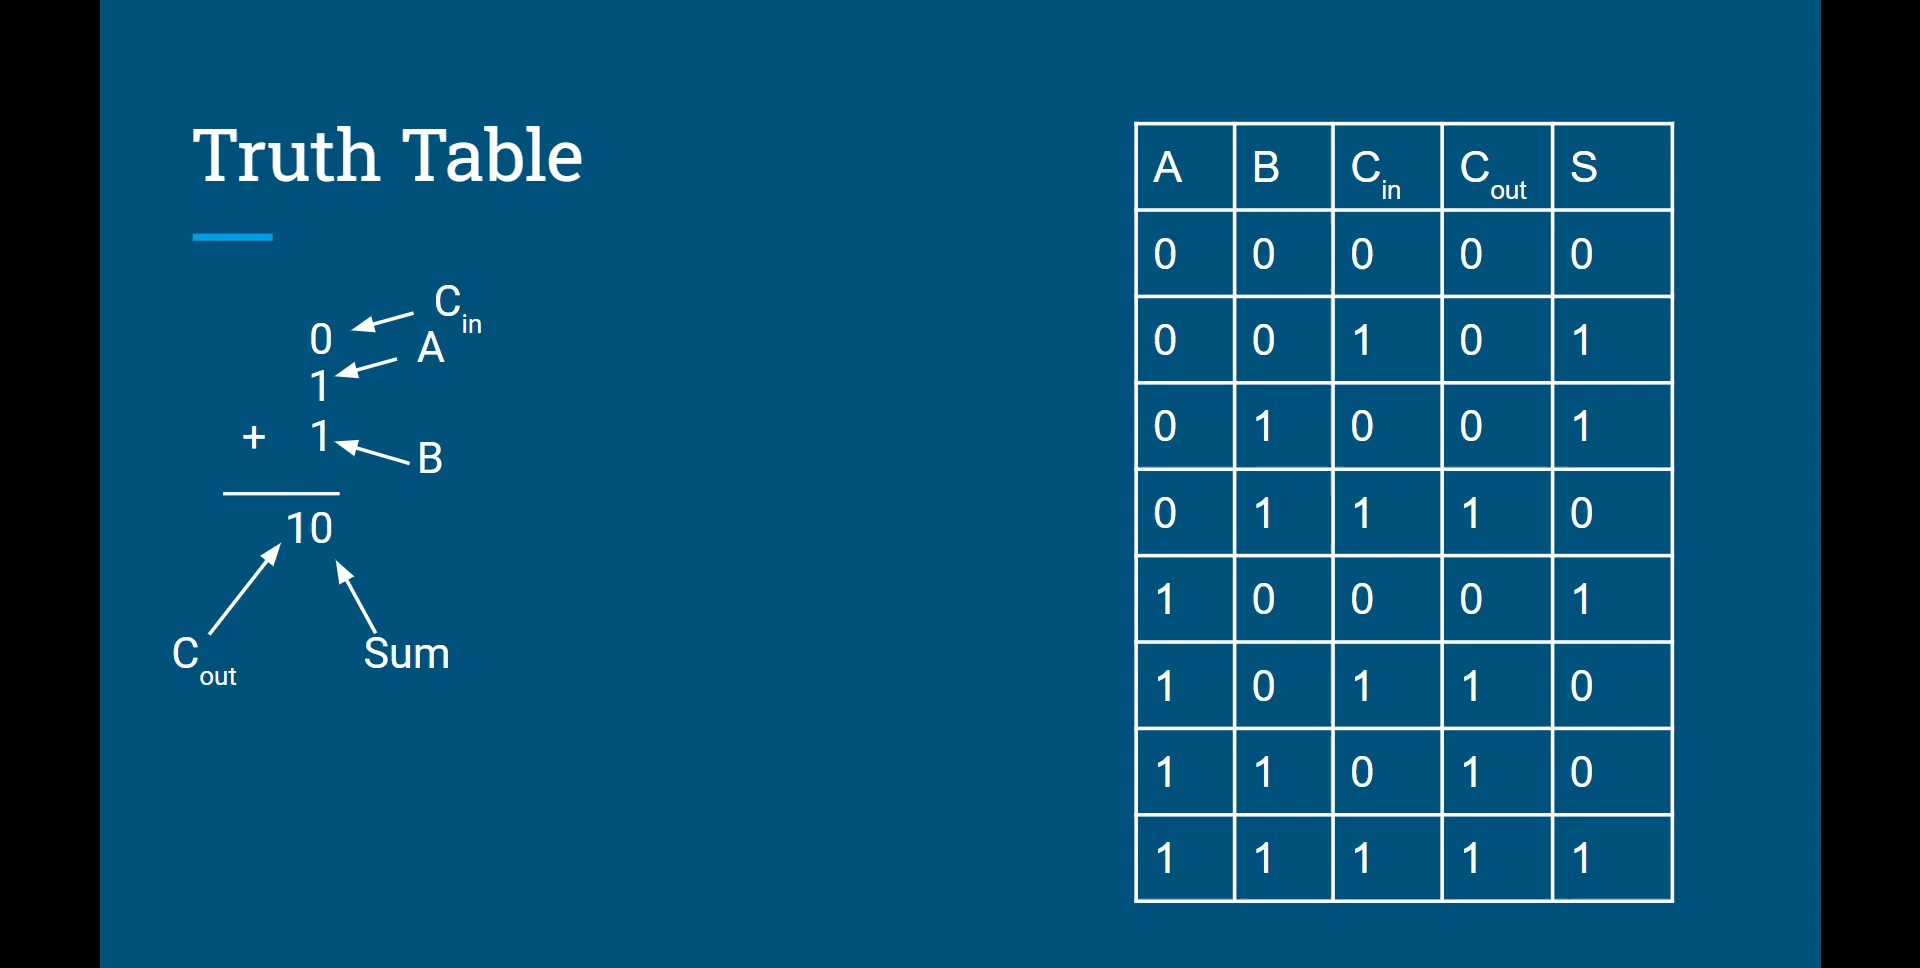 Truth Table
0 C in
1 A
+ 1 B
10
C out Sum
A B C in C out S
0 0 0 0 0
0 0 1 0 1
0 1 0 0 1
0 1 1 1 0
1 0 0 0 1
1 0 1 1 0
1 1 0 1 0
1 1 1 1 1